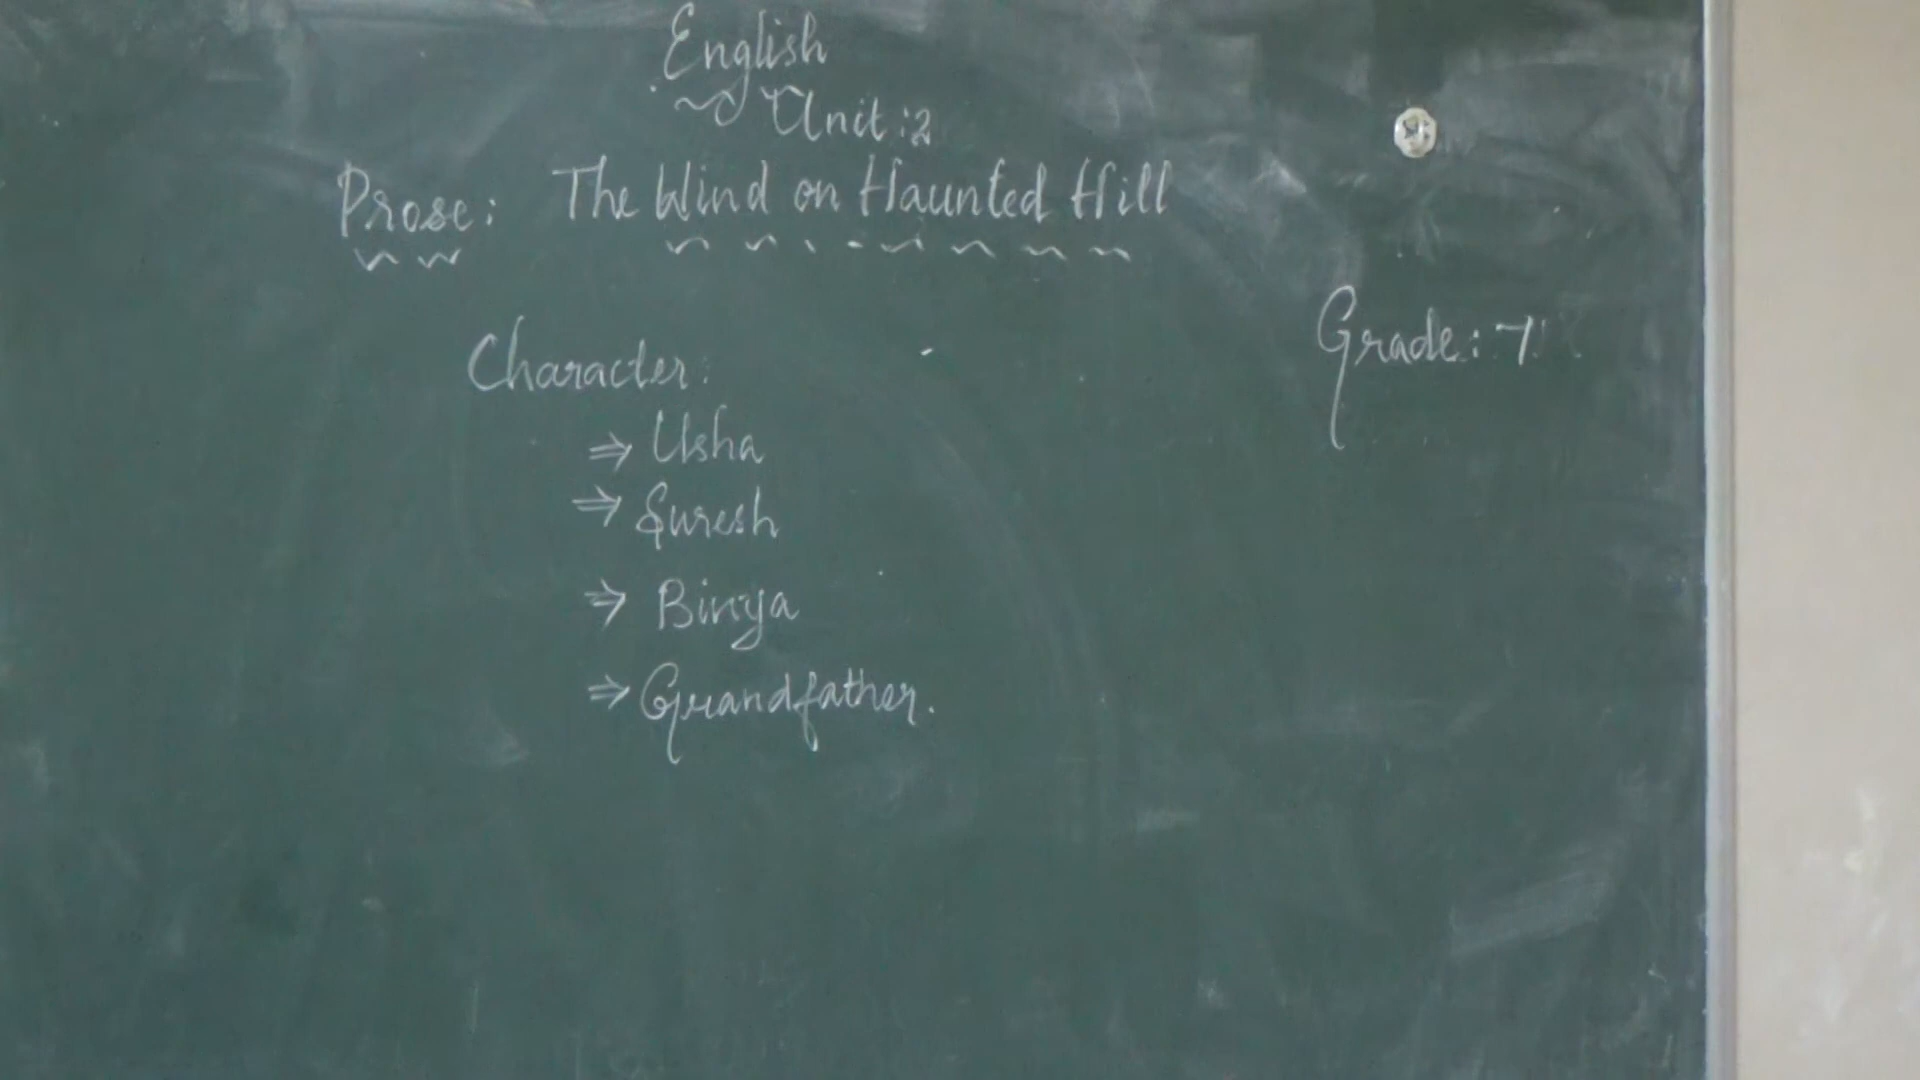 English
Unit:2
Prose: The Wind on Haunted Hill
Grade: 7
Character:
⇒ Usha
⇒ Suresh
⇒ Binya
⇒ Grandfather.